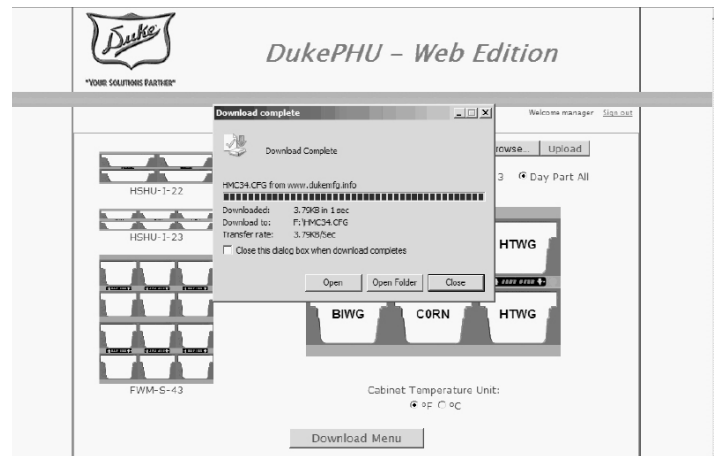 Duke
"YOUR SOLUTIONS PARTNER"
DukePHU – Web Edition
Welcome manager Sign out
Download complete
Download Complete
HMC34.CFG from www.dukemfg.info
Downloaded: 3.79KB in 1 sec
Download to: F:\HMC34.CFG
Transfer rate: 3.79KB/Sec
Close this dialog box when download completes
Open Open Folder Close
rowse... Upload
3 Day Part All
HSHU-1-22
HSHU-1-23
FWM-S-43
HTWG
BIWG CORN HTWG
Cabinet Temperature Unit:
°F °C
Download Menu